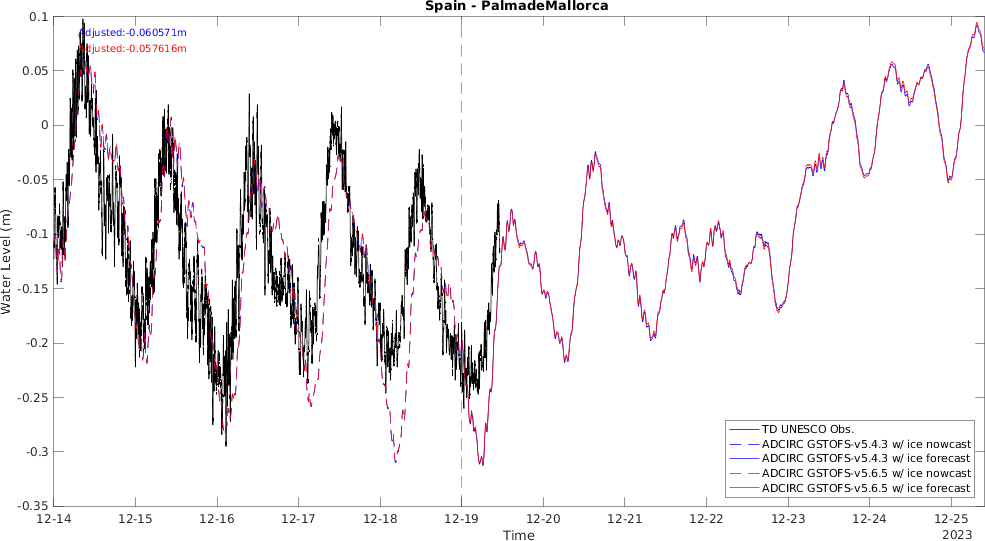 Spain - PalmadeMallorca
Adjusted:-0.060571m
Adjusted:-0.057616m
0.1
0.05
0
-0.05
-0.1
-0.15
-0.2
-0.25
-0.3
-0.35
Water Level (m)
TD UNESCO Obs.
ADCIRC GSTOFS-v5.4.3 w/ ice nowcast
ADCIRC GSTOFS-v5.4.3 w/ ice forecast
ADCIRC GSTOFS-v5.6.5 w/ ice nowcast
ADCIRC GSTOFS-v5.6.5 w/ ice forecast
12-14 12-15 12-16 12-17 12-18 12-19 12-20 12-21 12-22 12-23 12-24 12-25
Time
2023